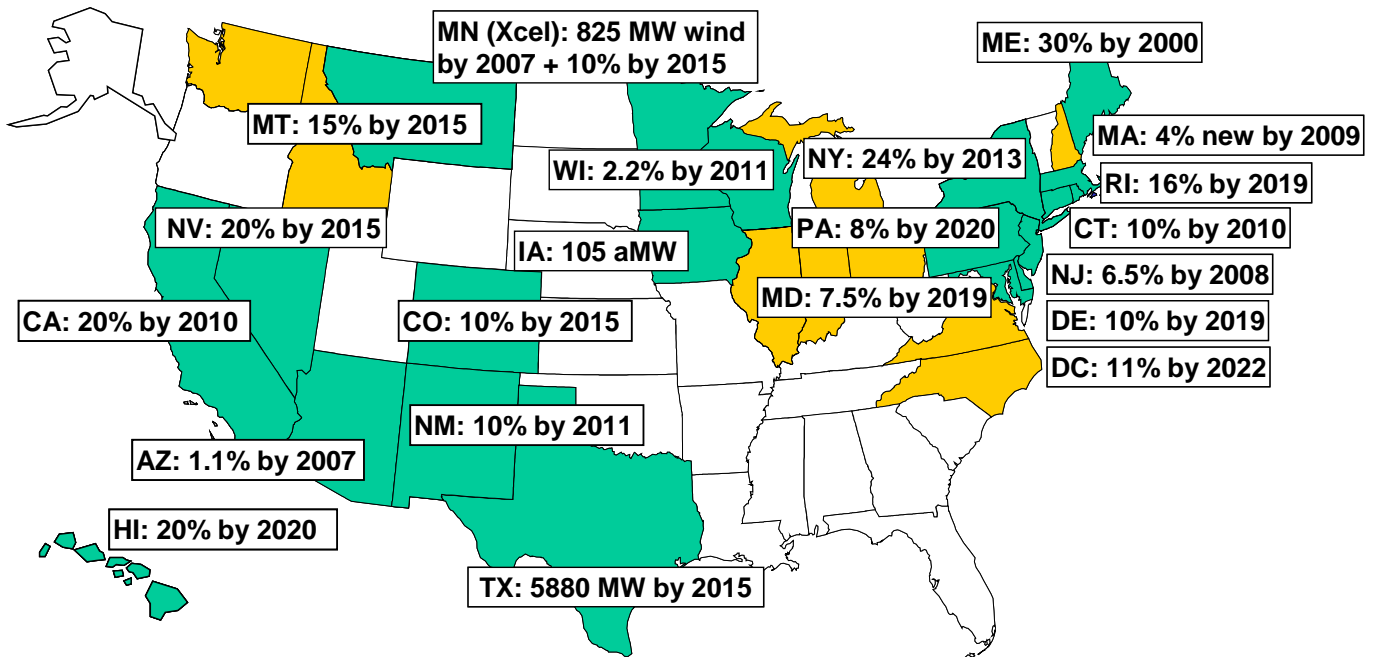 MN (Xcel): 825 MW wind
by 2007 + 10% by 2015
ME: 30% by 2000
MT: 15% by 2015
MA: 4% new by 2009
WI: 2.2% by 2011
NY: 24% by 2013
RI: 16% by 2019
NV: 20% by 2015
PA: 8% by 2020
CT: 10% by 2010
IA: 105 aMW
NJ: 6.5% by 2008
MD: 7.5% by 2019
CA: 20% by 2010
CO: 10% by 2015
DE: 10% by 2019
DC: 11% by 2022
NM: 10% by 2011
AZ: 1.1% by 2007
HI: 20% by 2020
TX: 5880 MW by 2015